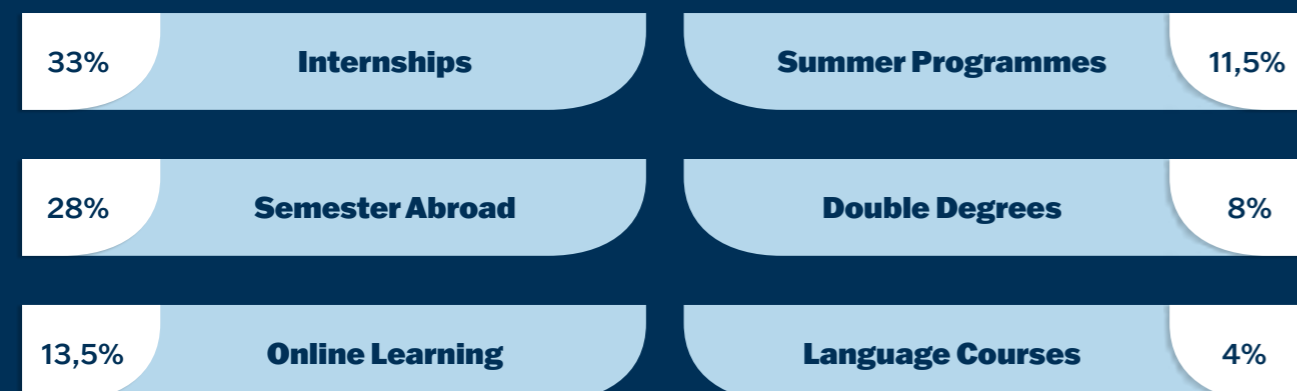 33% Internships
Summer Programmes 11,5%
28% Semester Abroad
Double Degrees 8%
13,5% Online Learning
Language Courses 4%